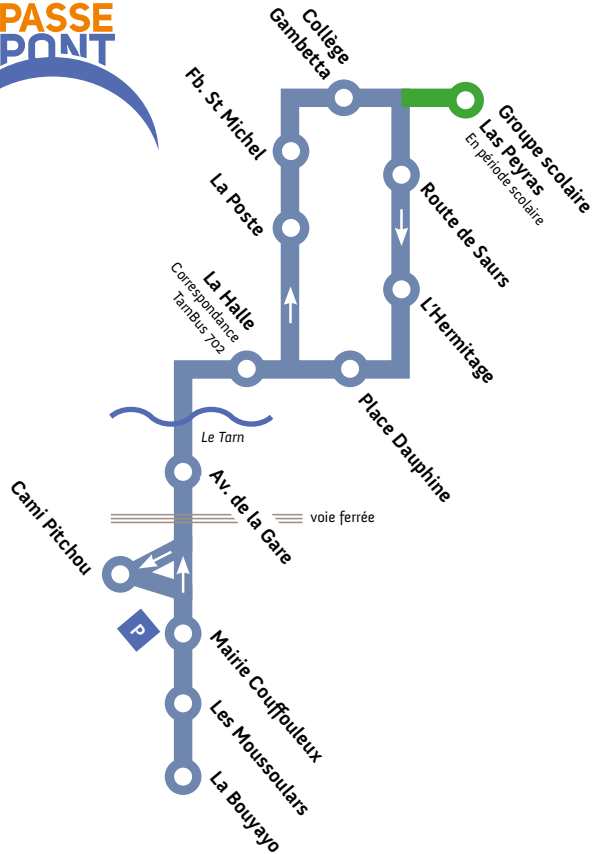 PASSE
PONT
Collège
Gambetta
Groupe scolaire
Las Peyras
En période scolaire
Fb. St Michel
La Poste
Route de Saurs
La Halle
Correspondance
TarnBus 702
L'Hermitage
Place Dauphine
Le Tarn
Av. de la Gare
voie ferrée
Cami Pitchou
P
Mairie Couffouleux
Les Moussoulars
La Bouyayo